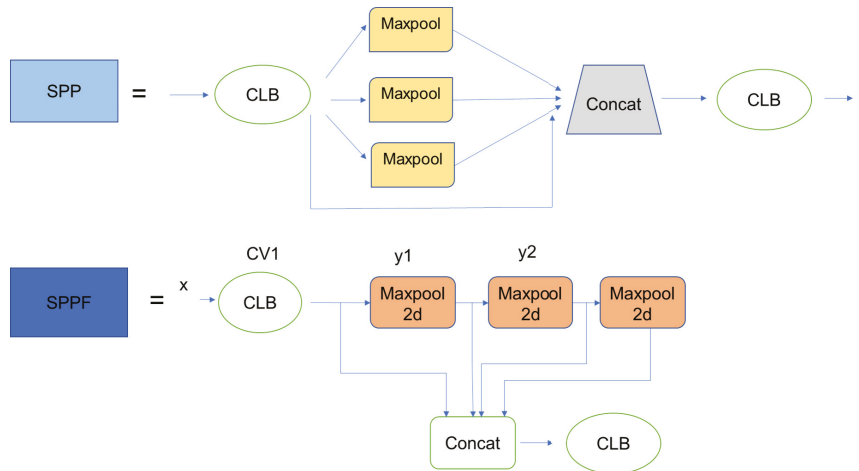 Maxpool
SPP
=
CLB
Maxpool
Concat
CLB
Maxpool
CV1
y1
y2
SPPF
=
x
CLB
Maxpool
2d
Maxpool
2d
Maxpool
2d
Concat
CLB